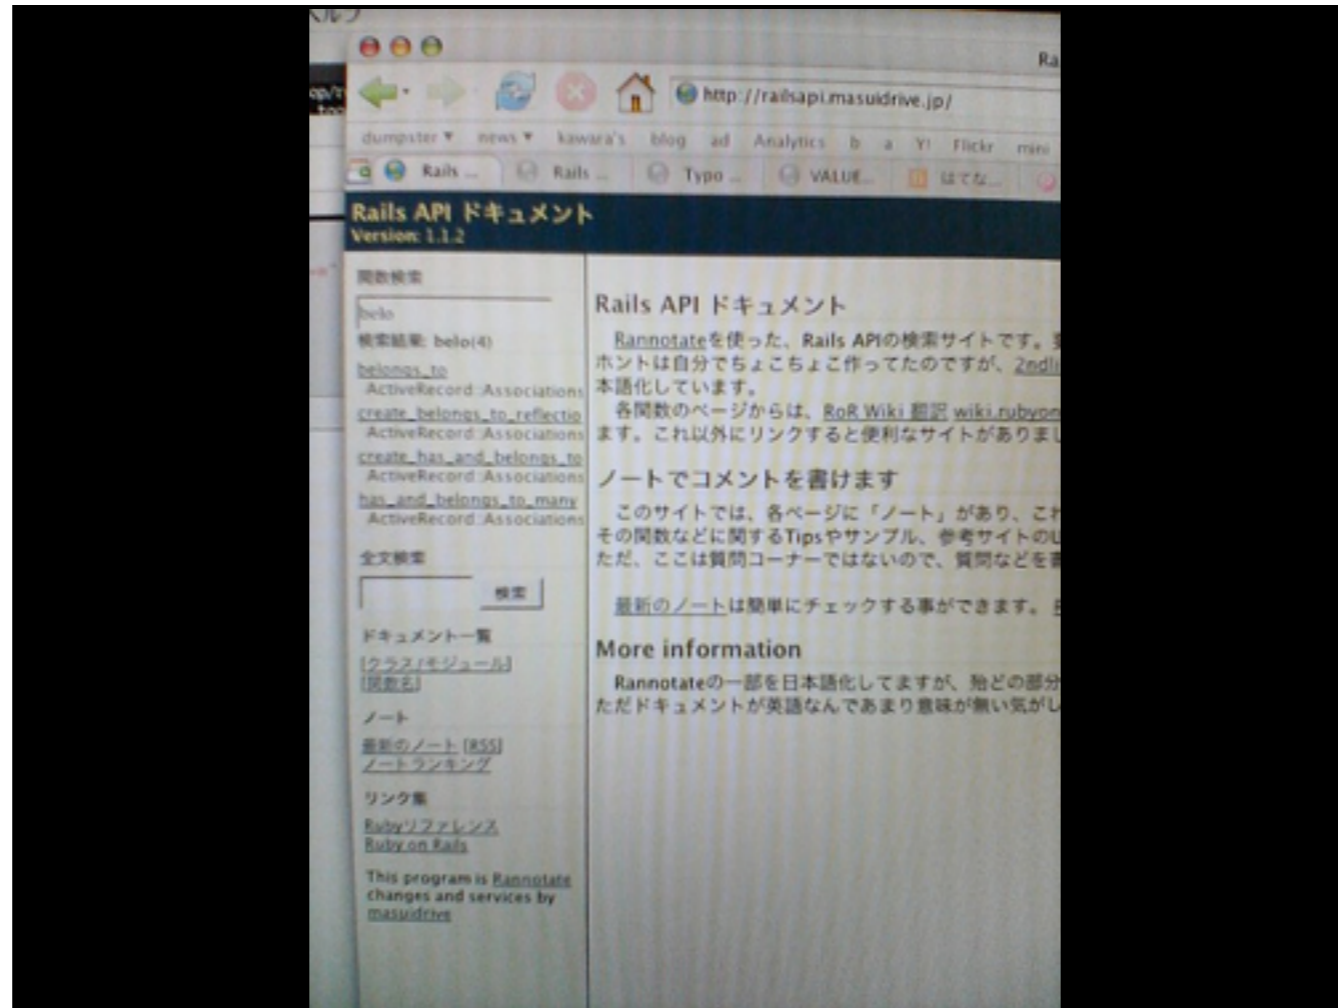 ヘルプ
Ra
http://railsapi.masuidrive.jp/
dumpster news kawara's blog ad Analytics b a Y! Flickr mini
Rails ... Rails ... Typo ... VALUE... はてな...
Rails API ドキュメント
Version: 1.1.2
関数検索
belo
検索結果: belo(4)
belongs_to
ActiveRecord::Associations
create_belongs_to_reflectio
ActiveRecord::Associations
create_has_and_belongs_to
ActiveRecord::Associations
has_and_belongs_to_many
ActiveRecord::Associations
全文検索
検索
ドキュメント一覧
[クラス/モジュール]
[関数名]
ノート
最新のノート [RSS]
ノートランキング
リンク集
Rubyリファレンス
Ruby on Rails
This program is Rannotate
changes and services by
masuidrive
Rails API ドキュメント
Rannotateを使った、Rails APIの検索サイトです。
ホントは自分でちょこちょこ作ってたのですが、2ndli
本語化しています。
各関数のページからは、RoR Wiki 翻訳 wiki.rubyon
ます。これ以外にリンクすると便利なサイトがありまし
ノートでコメントを書けます
このサイトでは、各ページに「ノート」があり、これ
その関数などに関するTipsやサンプル、参考サイトのU
ただ、ここは質問コーナーではないので、質問などを書
最新のノートは簡単にチェックする事ができます。
More information
Rannotateの一部を日本語化してますが、殆どの部分
ただドキュメントが英語なんであまり意味が無い気がし